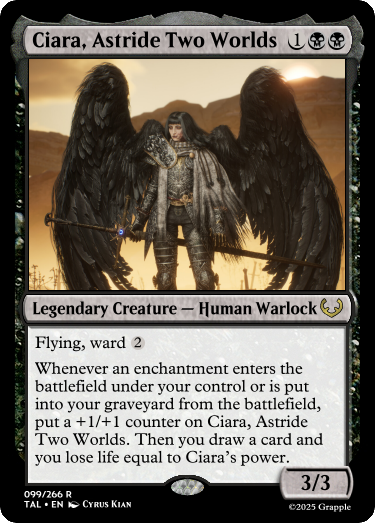 Ciara, Astride Two Worlds 1
Legendary Creature — Human Warlock
Flying, ward 2
Whenever an enchantment enters the
battlefield under your control or is put
into your graveyard from the battlefield,
put a +1/+1 counter on Ciara, Astride
Two Worlds. Then you draw a card and
you lose life equal to Ciara's power.
3/3
099/266 R
TAL • EN Cyrus Kian
©2025 Grapple